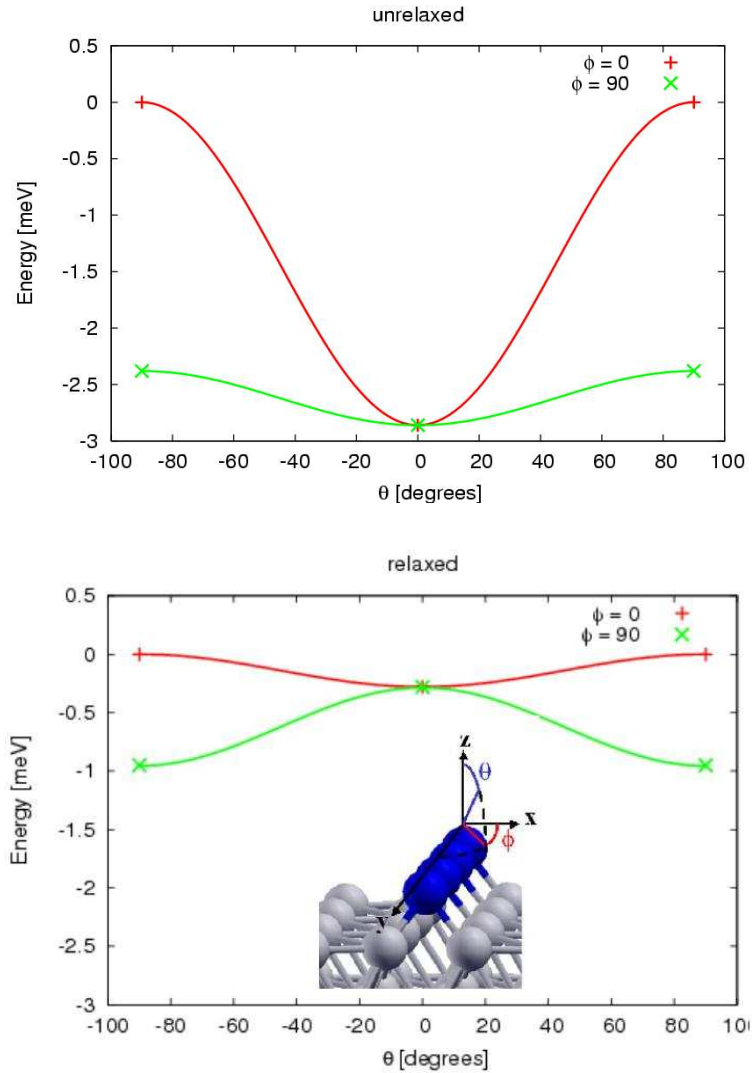 unrelaxed
0.5
0
-0.5
-1
-1.5
-2
-2.5
-3
Energy [meV]
ϕ = 0
ϕ = 90
-100 -80 -60 -40 -20 0 20 40 60 80 100
θ [degrees]
relaxed
0.5
0
-0.5
-1
-1.5
-2
-2.5
-3
Energy [meV]
ϕ = 0
ϕ = 90
z
θ
x
ϕ
y
-100 -80 -60 -40 -20 0 20 40 60 80 100
θ [degrees]